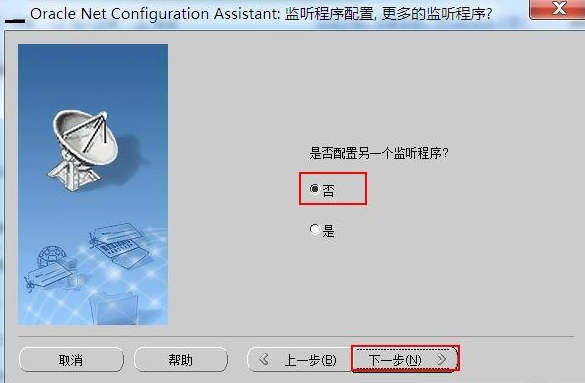 Oracle Net Configuration Assistant: 监听程序配置, 更多的监听程序?
是否配置另一个监听程序?
否
是
取消
帮助
上一步(B)
下一步(N)